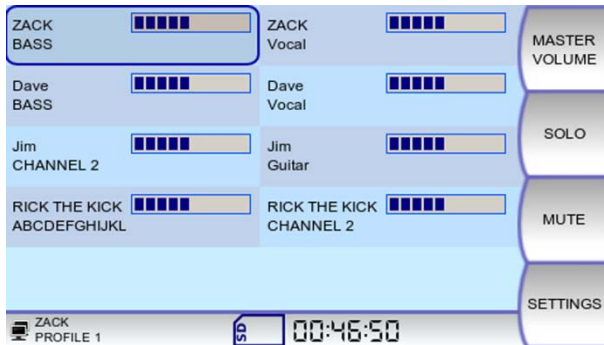 ZACK
BASS
ZACK
Vocal
MASTER
VOLUME
Dave
BASS
Dave
Vocal
SOLO
Jim
CHANNEL 2
Jim
Guitar
RICK THE KICK
ABCDEFGHIJKL
RICK THE KICK
CHANNEL 2
MUTE
SETTINGS
ZACK
PROFILE 1
SD
00:46:50